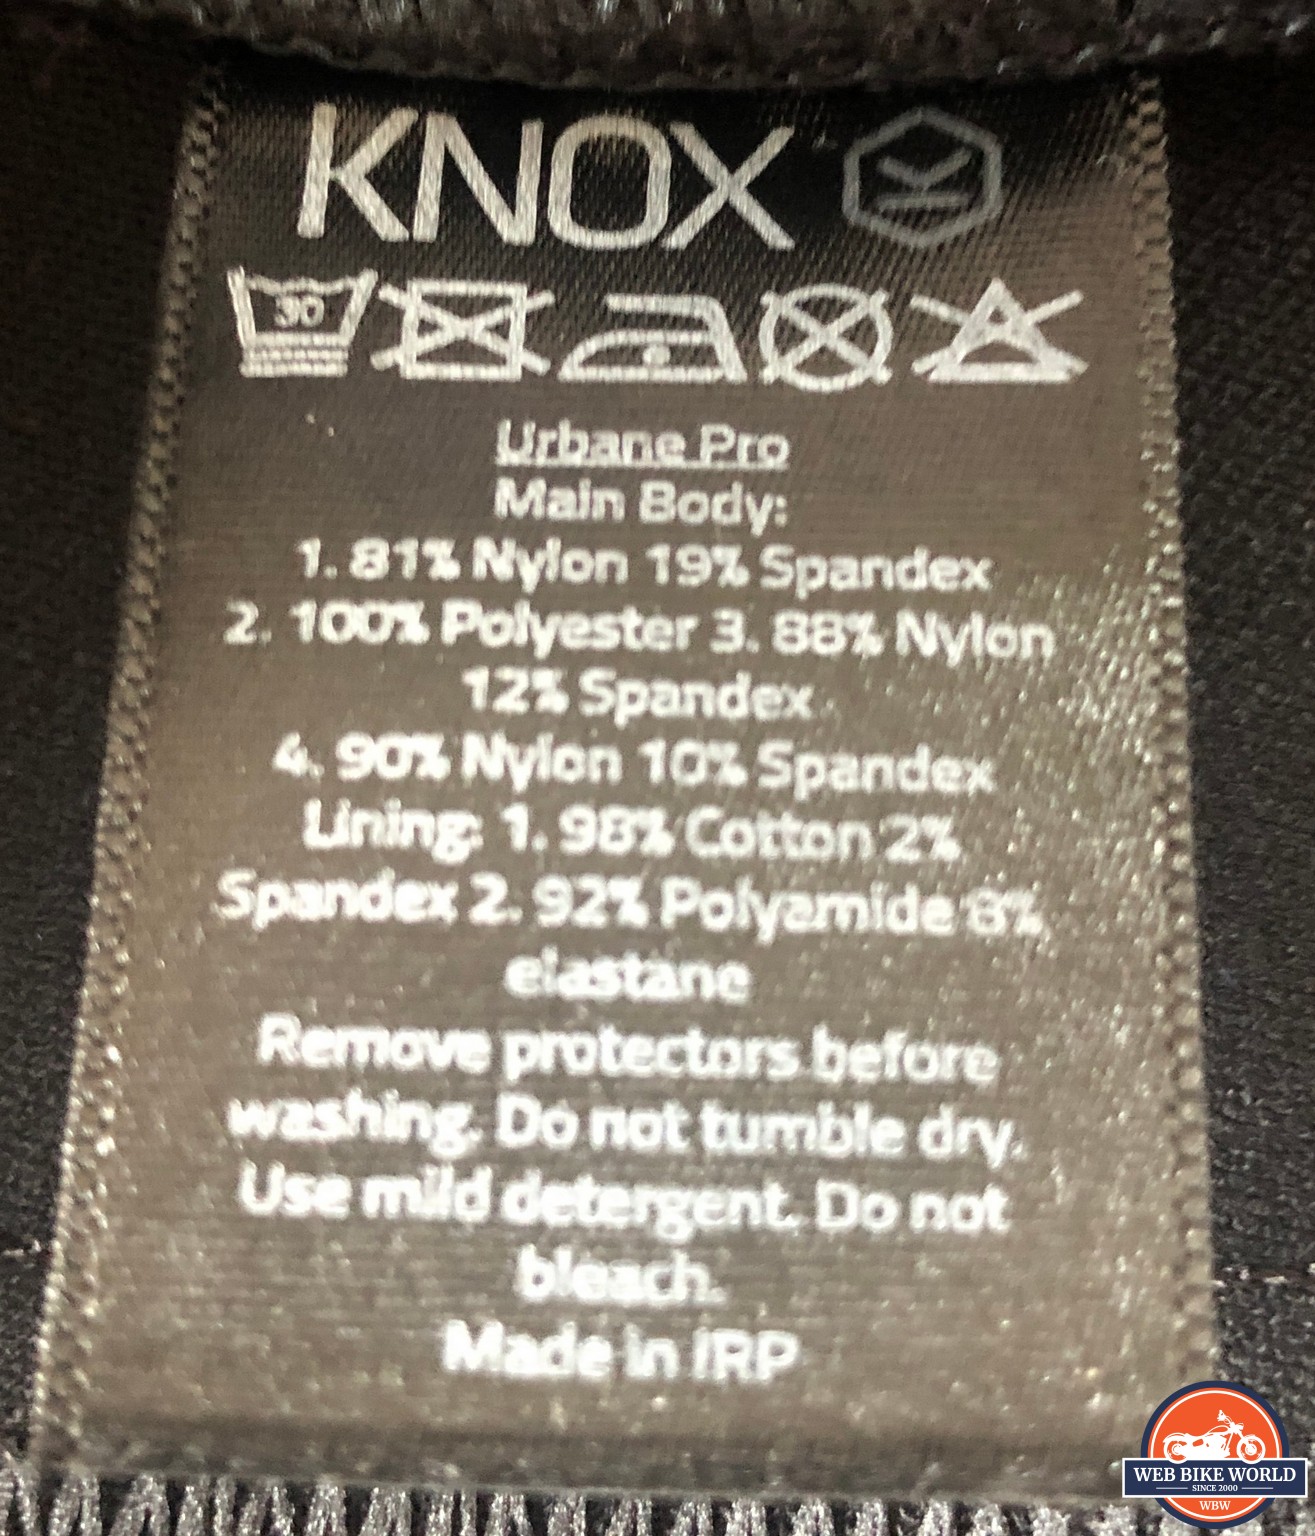 KNOX
30
Urbane Pro
Main Body:
1. 81% Nylon 19% Spandex
2. 100% Polyester 3. 88% Nylon
12% Spandex
4. 90% Nylon 10% Spandex
Lining: 1. 98% Cotton 2%
Spandex 2. 92% Polyamide 8%
elastane
Remove protectors before
washing. Do not tumble dry.
Use mild detergent. Do not
bleach.
Made in IRP
WEB BIKE WORLD
SINCE 2000
WBW